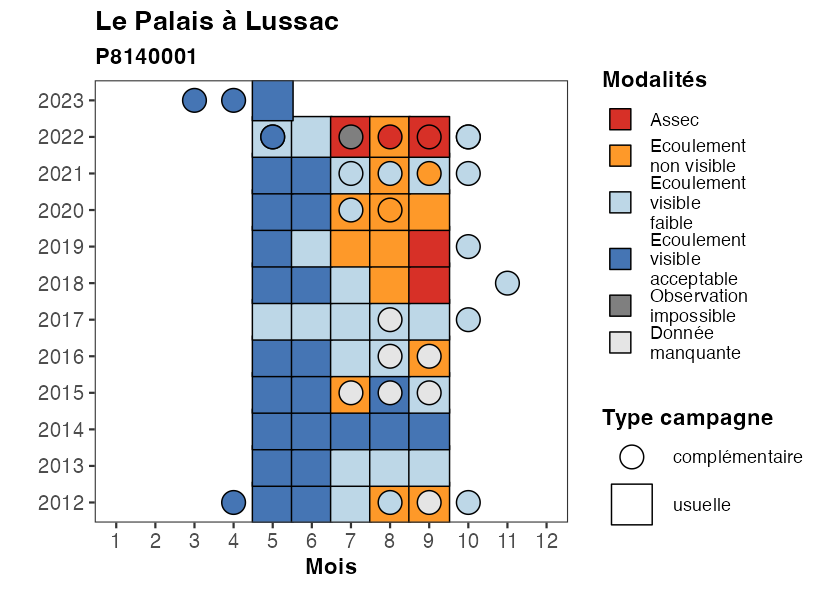 Le Palais à Lussac
P8140001
2023
2022
2021
2020
2019
2018
2017
2016
2015
2014
2013
2012
1 2 3 4 5 6 7 8 9 10 11 12
Mois
Modalités
Assec
Ecoulement
non visible
Ecoulement
visible
faible
Ecoulement
visible
acceptable
Observation
impossible
Donnée
manquante
Type campagne
complémentaire
usuelle